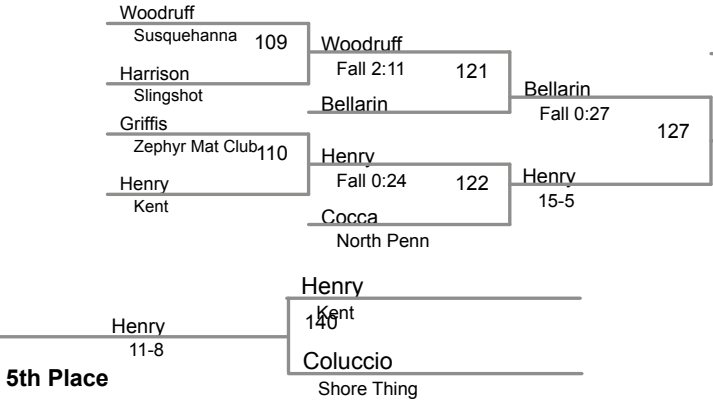 Woodruff
Susquehanna
109
Woodruff
Fall 2:11
121
Harrison
Slingshot
Bellarin
Bellarin
Fall 0:27
127
Griffis
Zephyr Mat Club
110
Henry
Fall 0:24
122
Henry
15-5
Henry
Kent
Cocca
North Penn
Henry
Kent
140
Henry
11-8
Coluccio
Shore Thing
5th Place